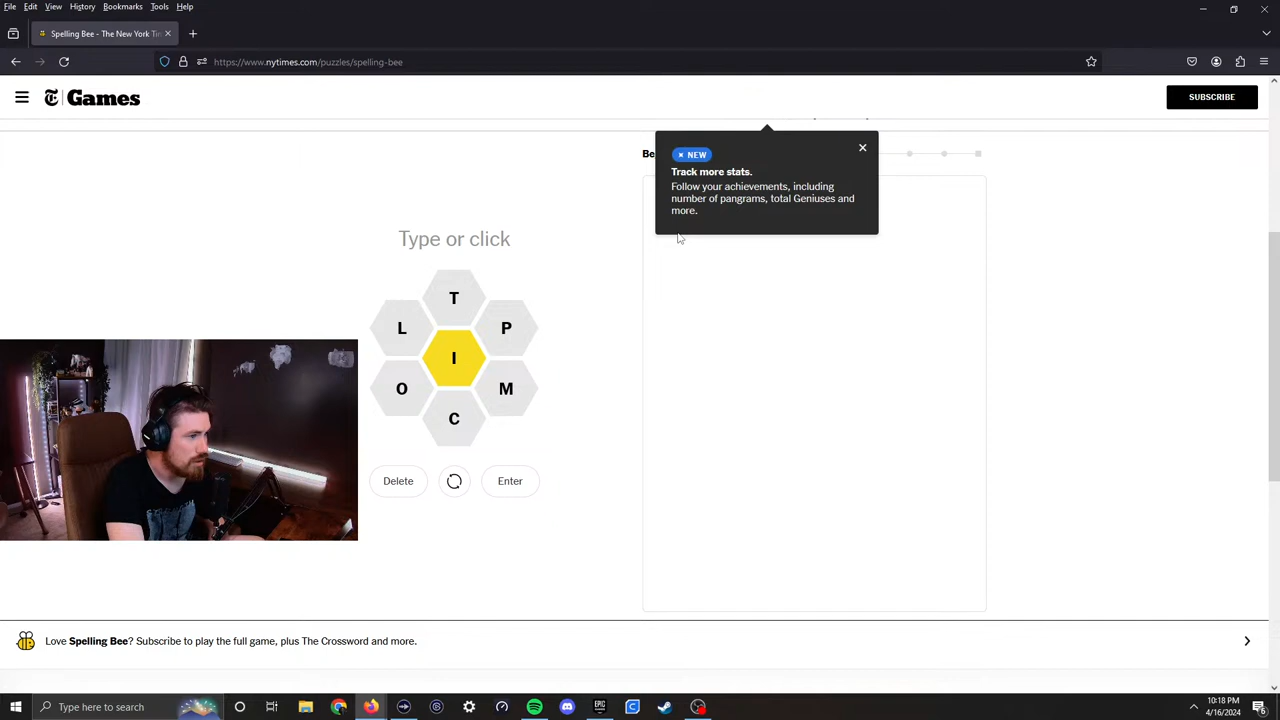 File Edit View History Bookmarks Tools Help
Spelling Bee - The New York Tim
https://www.nytimes.com/puzzles/spelling-bee
Games
SUBSCRIBE
Be
NEW
Track more stats.
Follow your achievements, including
number of pangrams, total Geniuses and
more.
Type or click
T
L
P
I
O
M
C
Delete
Enter
Love Spelling Bee? Subscribe to play the full game, plus The Crossword and more.
Type here to search
10:18 PM
4/16/2024
6